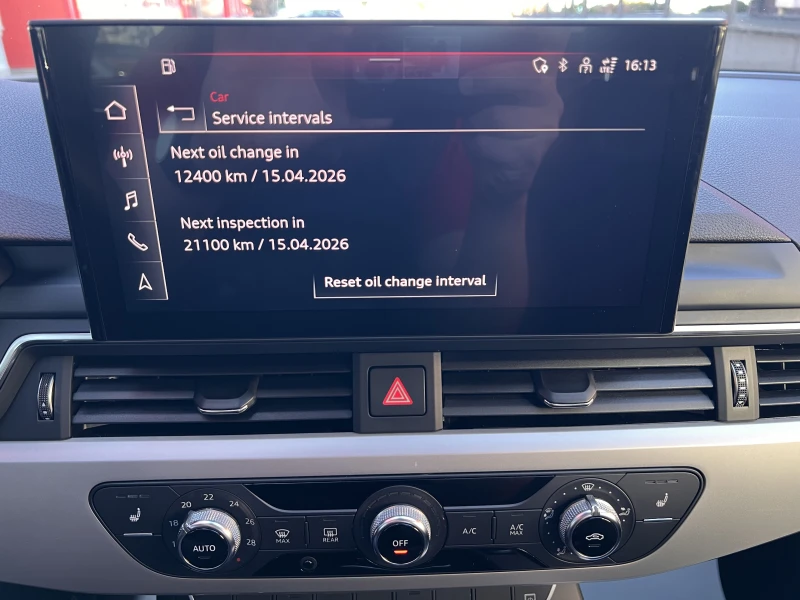 LTE
16:13
Car
Service intervals
Next oil change in
12400 km / 15.04.2026
Next inspection in
21100 km / 15.04.2026
Reset oil change interval
18 20 22 24 26 28
AUTO
MAX
REAR
OFF
A/C
A/C
MAX